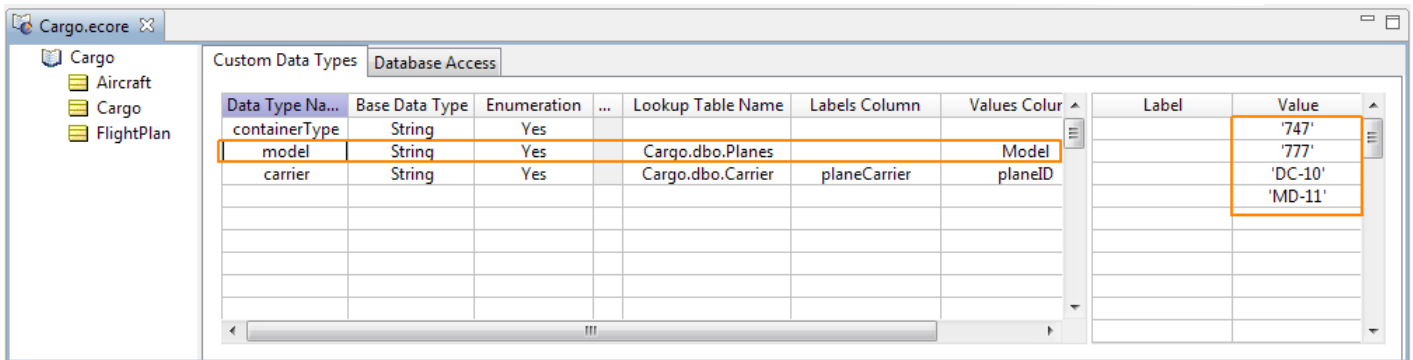 Cargo.ecore
Cargo
Aircraft
Cargo
FlightPlan
Custom Data Types Database Access
Data Type Na... Base Data Type Enumeration ... Lookup Table Name Labels Column Values Colur Label Value
containerType String Yes '747'
model String Yes Cargo.dbo.Planes Model '777'
carrier String Yes Cargo.dbo.Carrier planeCarrier planeID 'DC-10'
'MD-11'